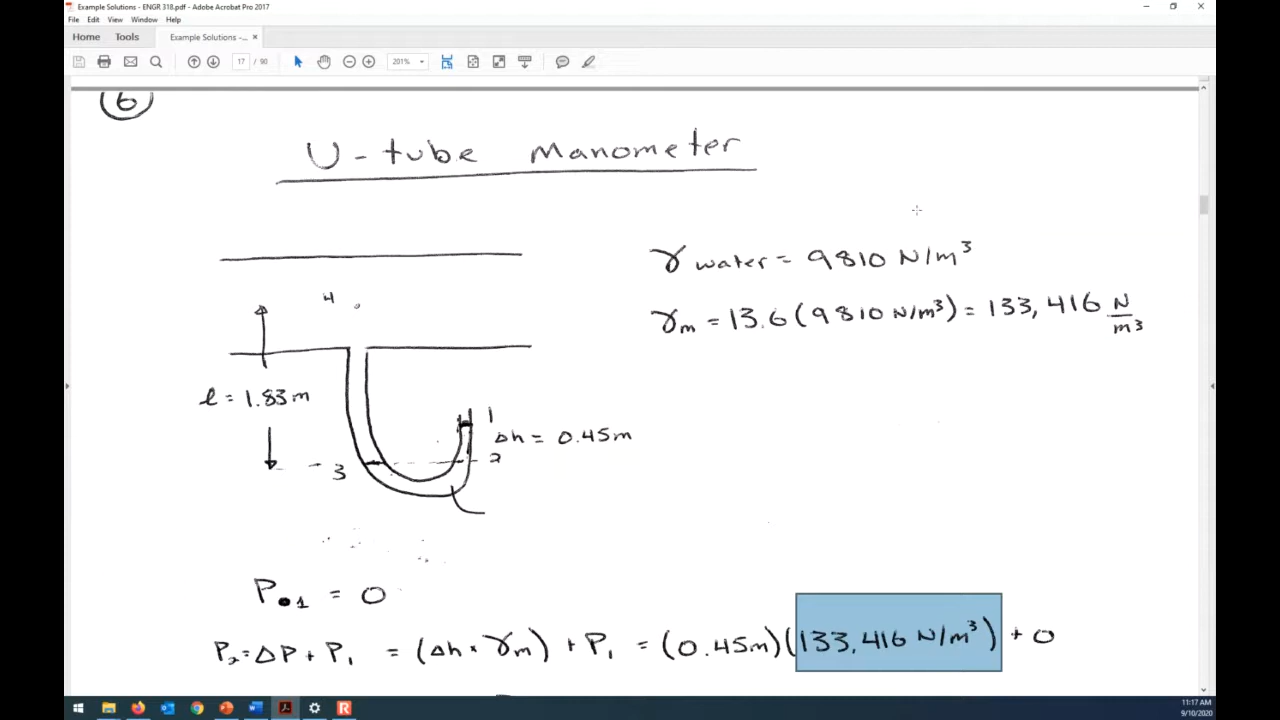 Example Solutions - ENGR 318.pdf - Adobe Acrobat Pro 2017
File Edit View Window Help
Home Tools Example Solutions -... ×
17 / 90 201%
6
U-tube Manometer
γ water = 9810 N/m³
4
γm = 13.6 (9810 N/m³) = 133,416 N/m³
l = 1.83m
1
Δh = 0.45m
2
3
P₁ = 0
P₂ = ΔP + P₁ = (Δh × γm) + P₁ = (0.45m)(133,416 N/m³) + 0
11:17 AM
9/10/2020